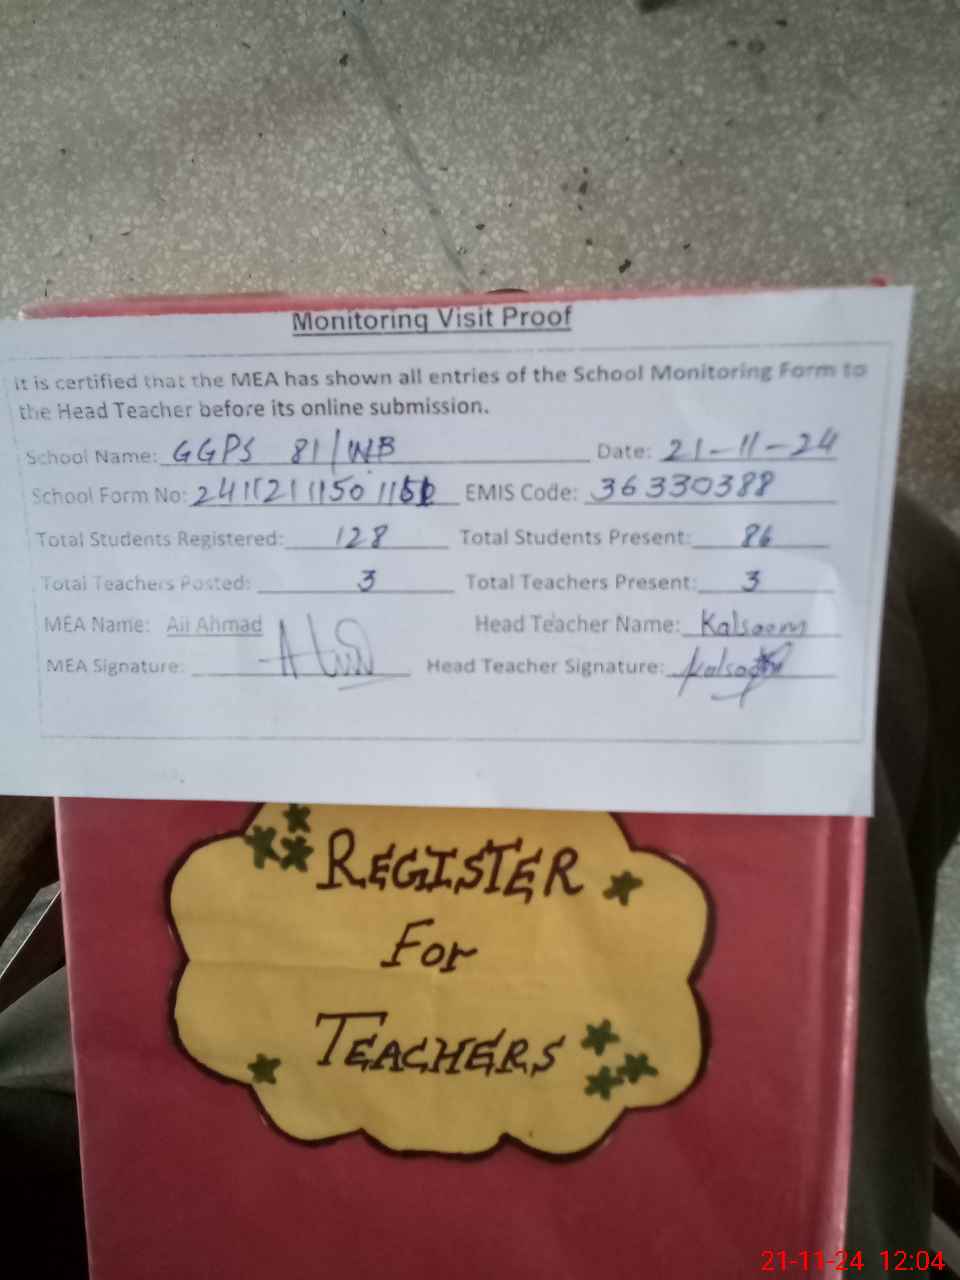 Monitoring Visit Proof
It is certified that the MEA has shown all entries of the School Monitoring Form to
the Head Teacher before its online submission.
School Name: GGPS 81/WB Date: 21-11-24
School Form No: EMIS Code: 36330388
Total Students Registered: 128 Total Students Present: 86
Total Teachers Posted: 3 Total Teachers Present: 3
MEA Name: Ahmad Head Teacher Name: Kalsoom
MEA Signature: Head Teacher Signature:
REGISTER
For
TEACHERS
21-11-24 12:04